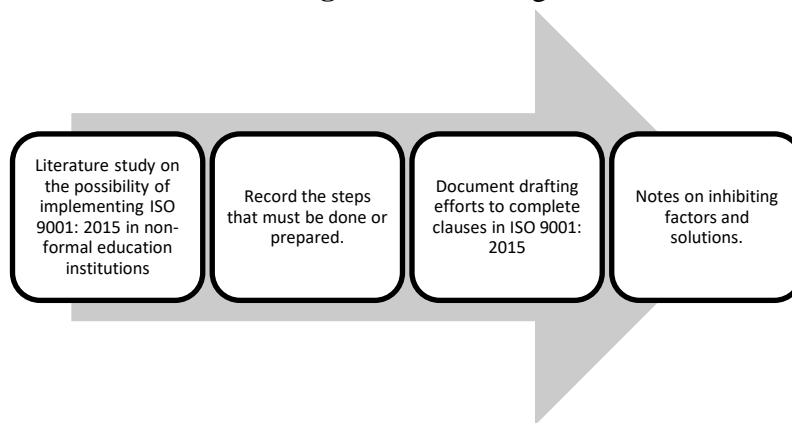 Literature study on
the possibility of
implementing ISO
9001: 2015 in non-
formal education
institutions
Record the steps
that must be done or
prepared.
Document drafting
efforts to complete
clauses in ISO 9001:
2015
Notes on inhibiting
factors and
solutions.